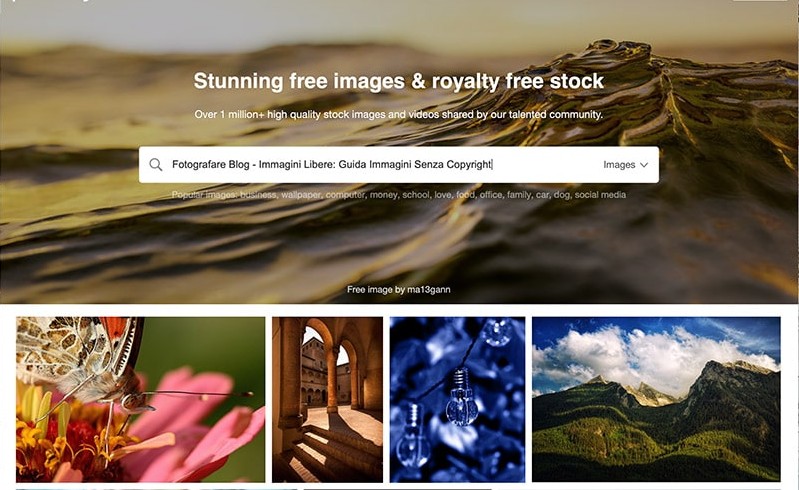 Stunning free images & royalty free stock
Over 1 million+ high quality stock images and videos shared by our talented community.
Fotografare Blog - Immagini Libere: Guida Immagini Senza Copyright
Images
Popular images: business, wallpaper, computer, money, school, love, food, office, family, car, dog, social media
Free image by ma13gann